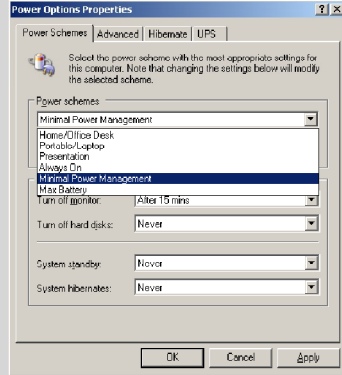 Power Options Properties
Power Schemes Advanced Hibernate UPS
Select the power scheme with the most appropriate settings for
this computer. Note that changing the settings below will modify
the selected scheme.
Power schemes
Minimal Power Management
Home/Office Desk
Portable/Laptop
Presentation
Always On
Minimal Power Management
Max Battery
Turn off monitor: After 15 mins
Turn off hard disks: Never
System standby: Never
System hibernates: Never
OK Cancel Apply